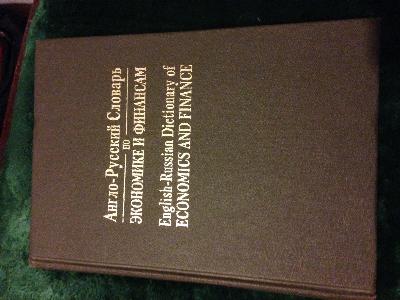 Англо-Русский Словарь
по
ЭКОНОМИКЕ И ФИНАНСАМ
English-Russian Dictionary of
ECONOMICS AND FINANCE